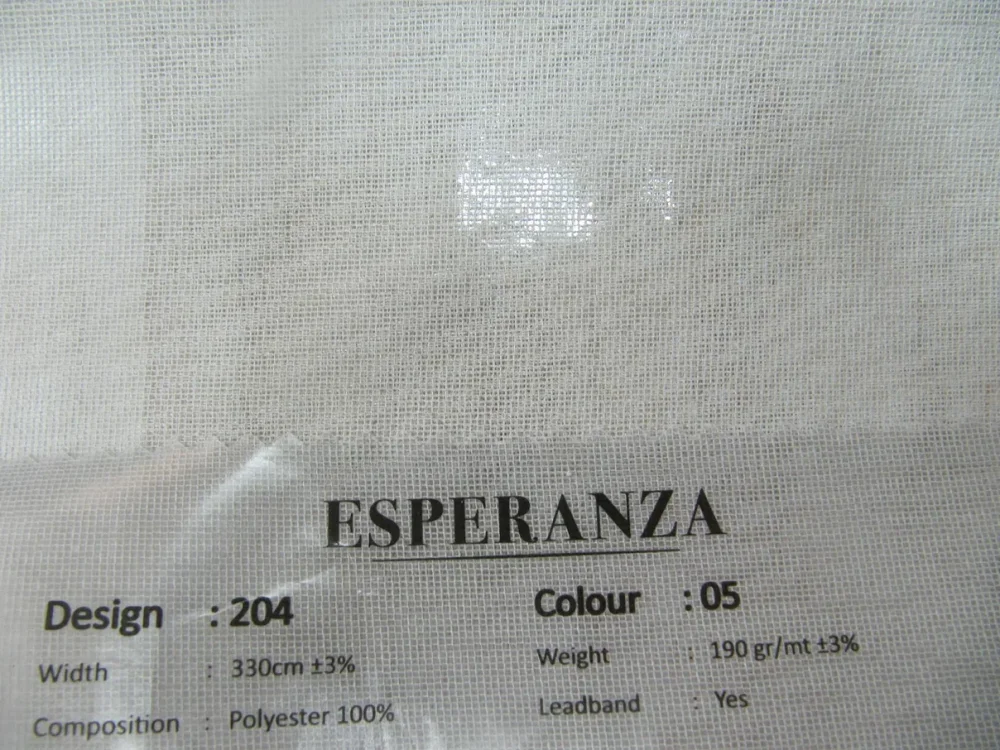 ESPERANZA
Design : 204 Colour : 05
Width : 330cm ±3% Weight : 190 gr/mt ±3%
Composition : Polyester 100% Leadband : Yes